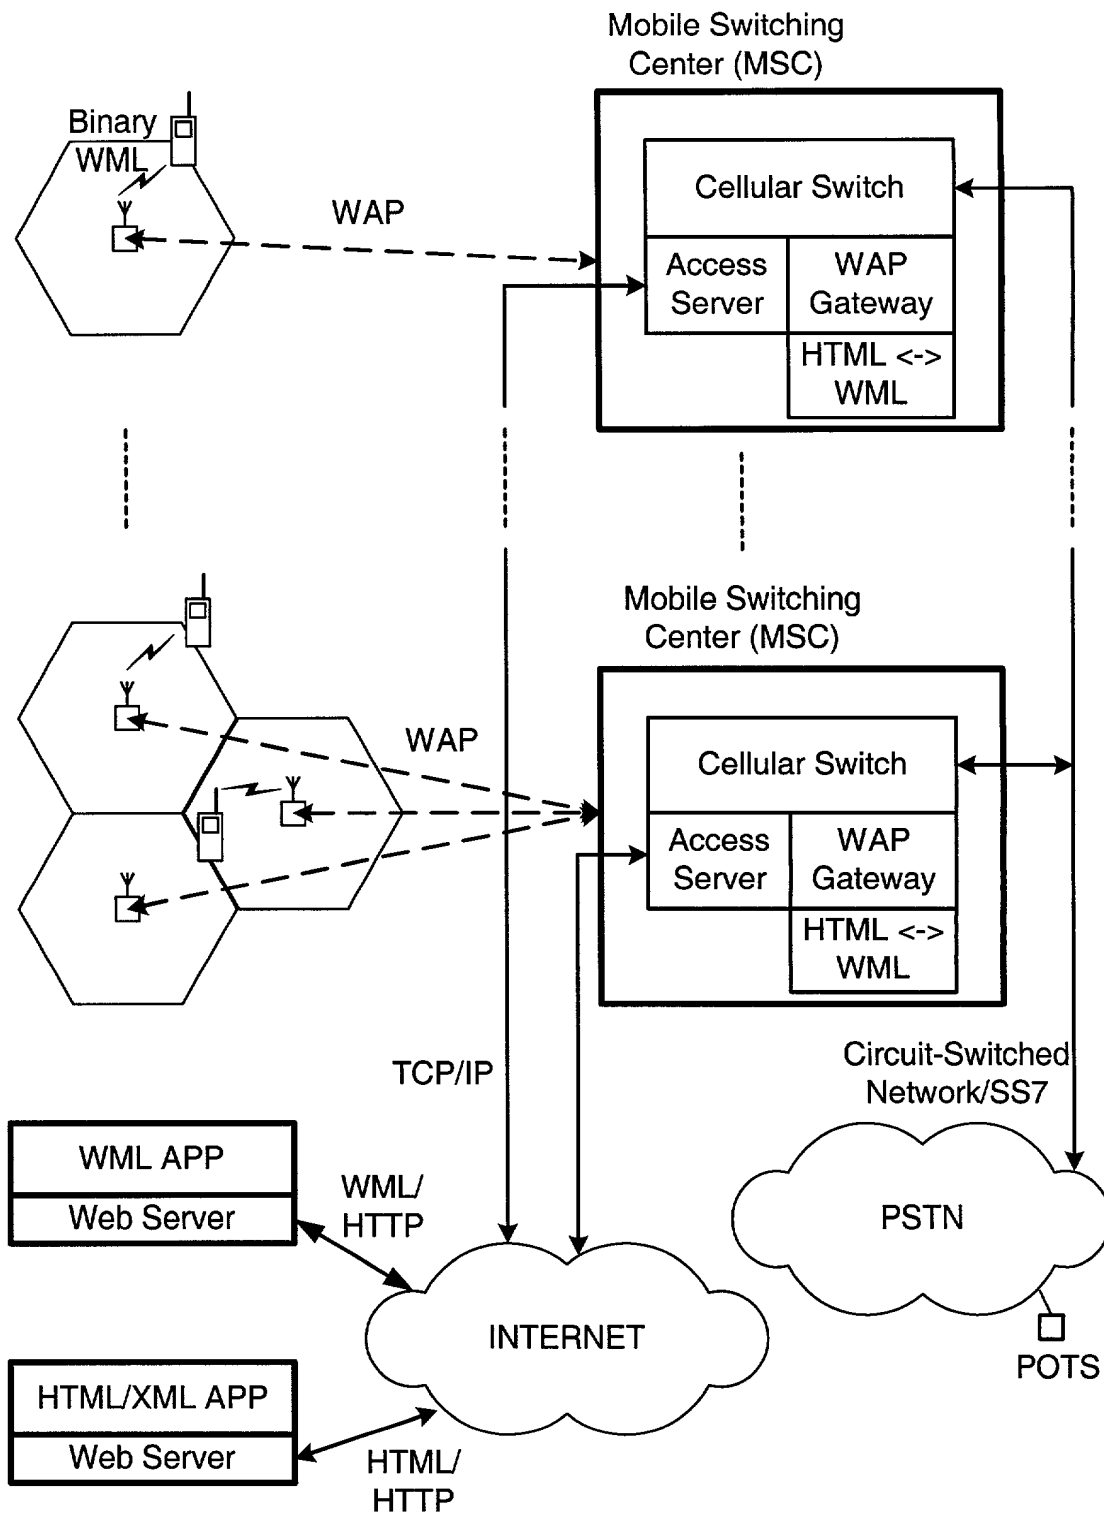 Mobile Switching
Center (MSC)
Binary
WML
WAP
Cellular Switch
Access
Server
WAP
Gateway
HTML <->
WML
Mobile Switching
Center (MSC)
WAP
Cellular Switch
Access
Server
WAP
Gateway
HTML <->
WML
TCP/IP
Circuit-Switched
Network/SS7
WML APP
Web Server
WML/
HTTP
PSTN
INTERNET
POTS
HTML/XML APP
Web Server
HTML/
HTTP